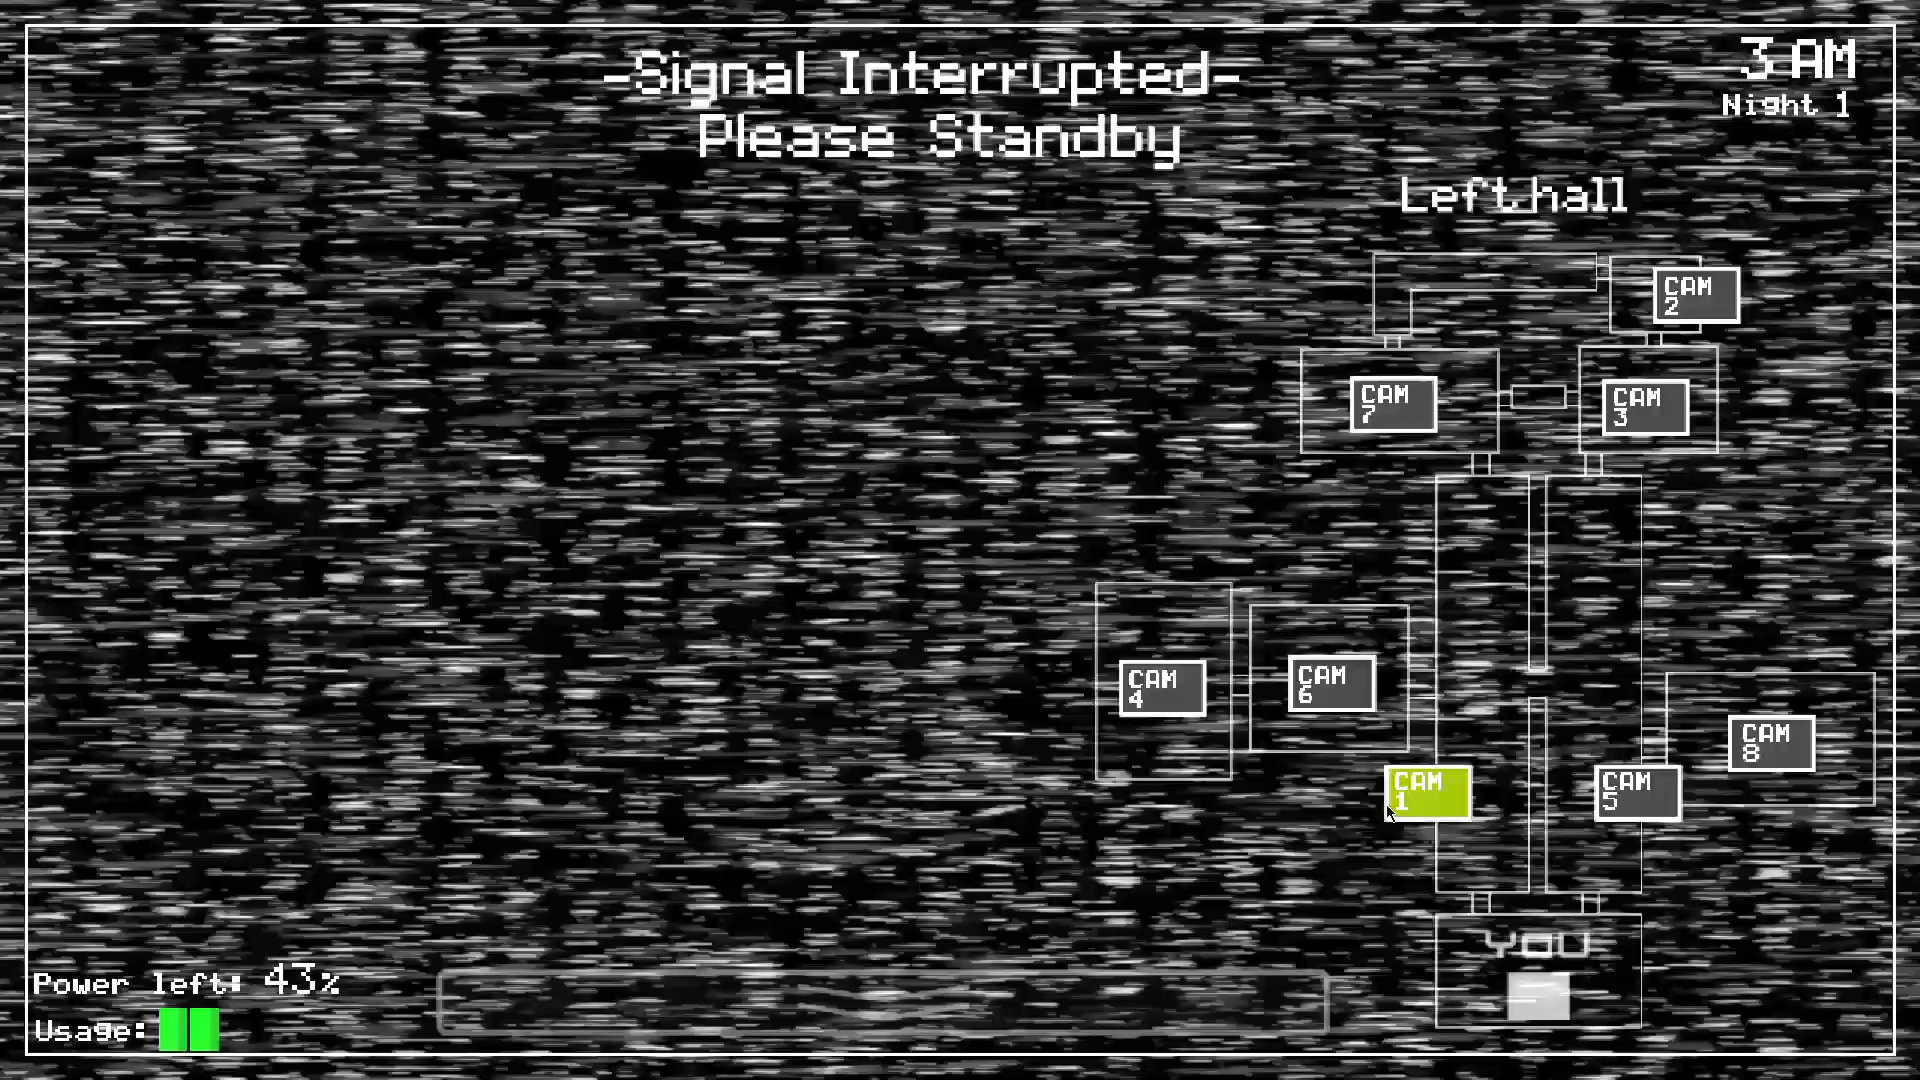 -Signal Interrupted-
Please Standby
3 AM
Night 1
Left hall
CAM
2
CAM
7
CAM
3
CAM
4
CAM
6
CAM
8
CAM
1
CAM
5
YOU
Power left: 43%
Usage: